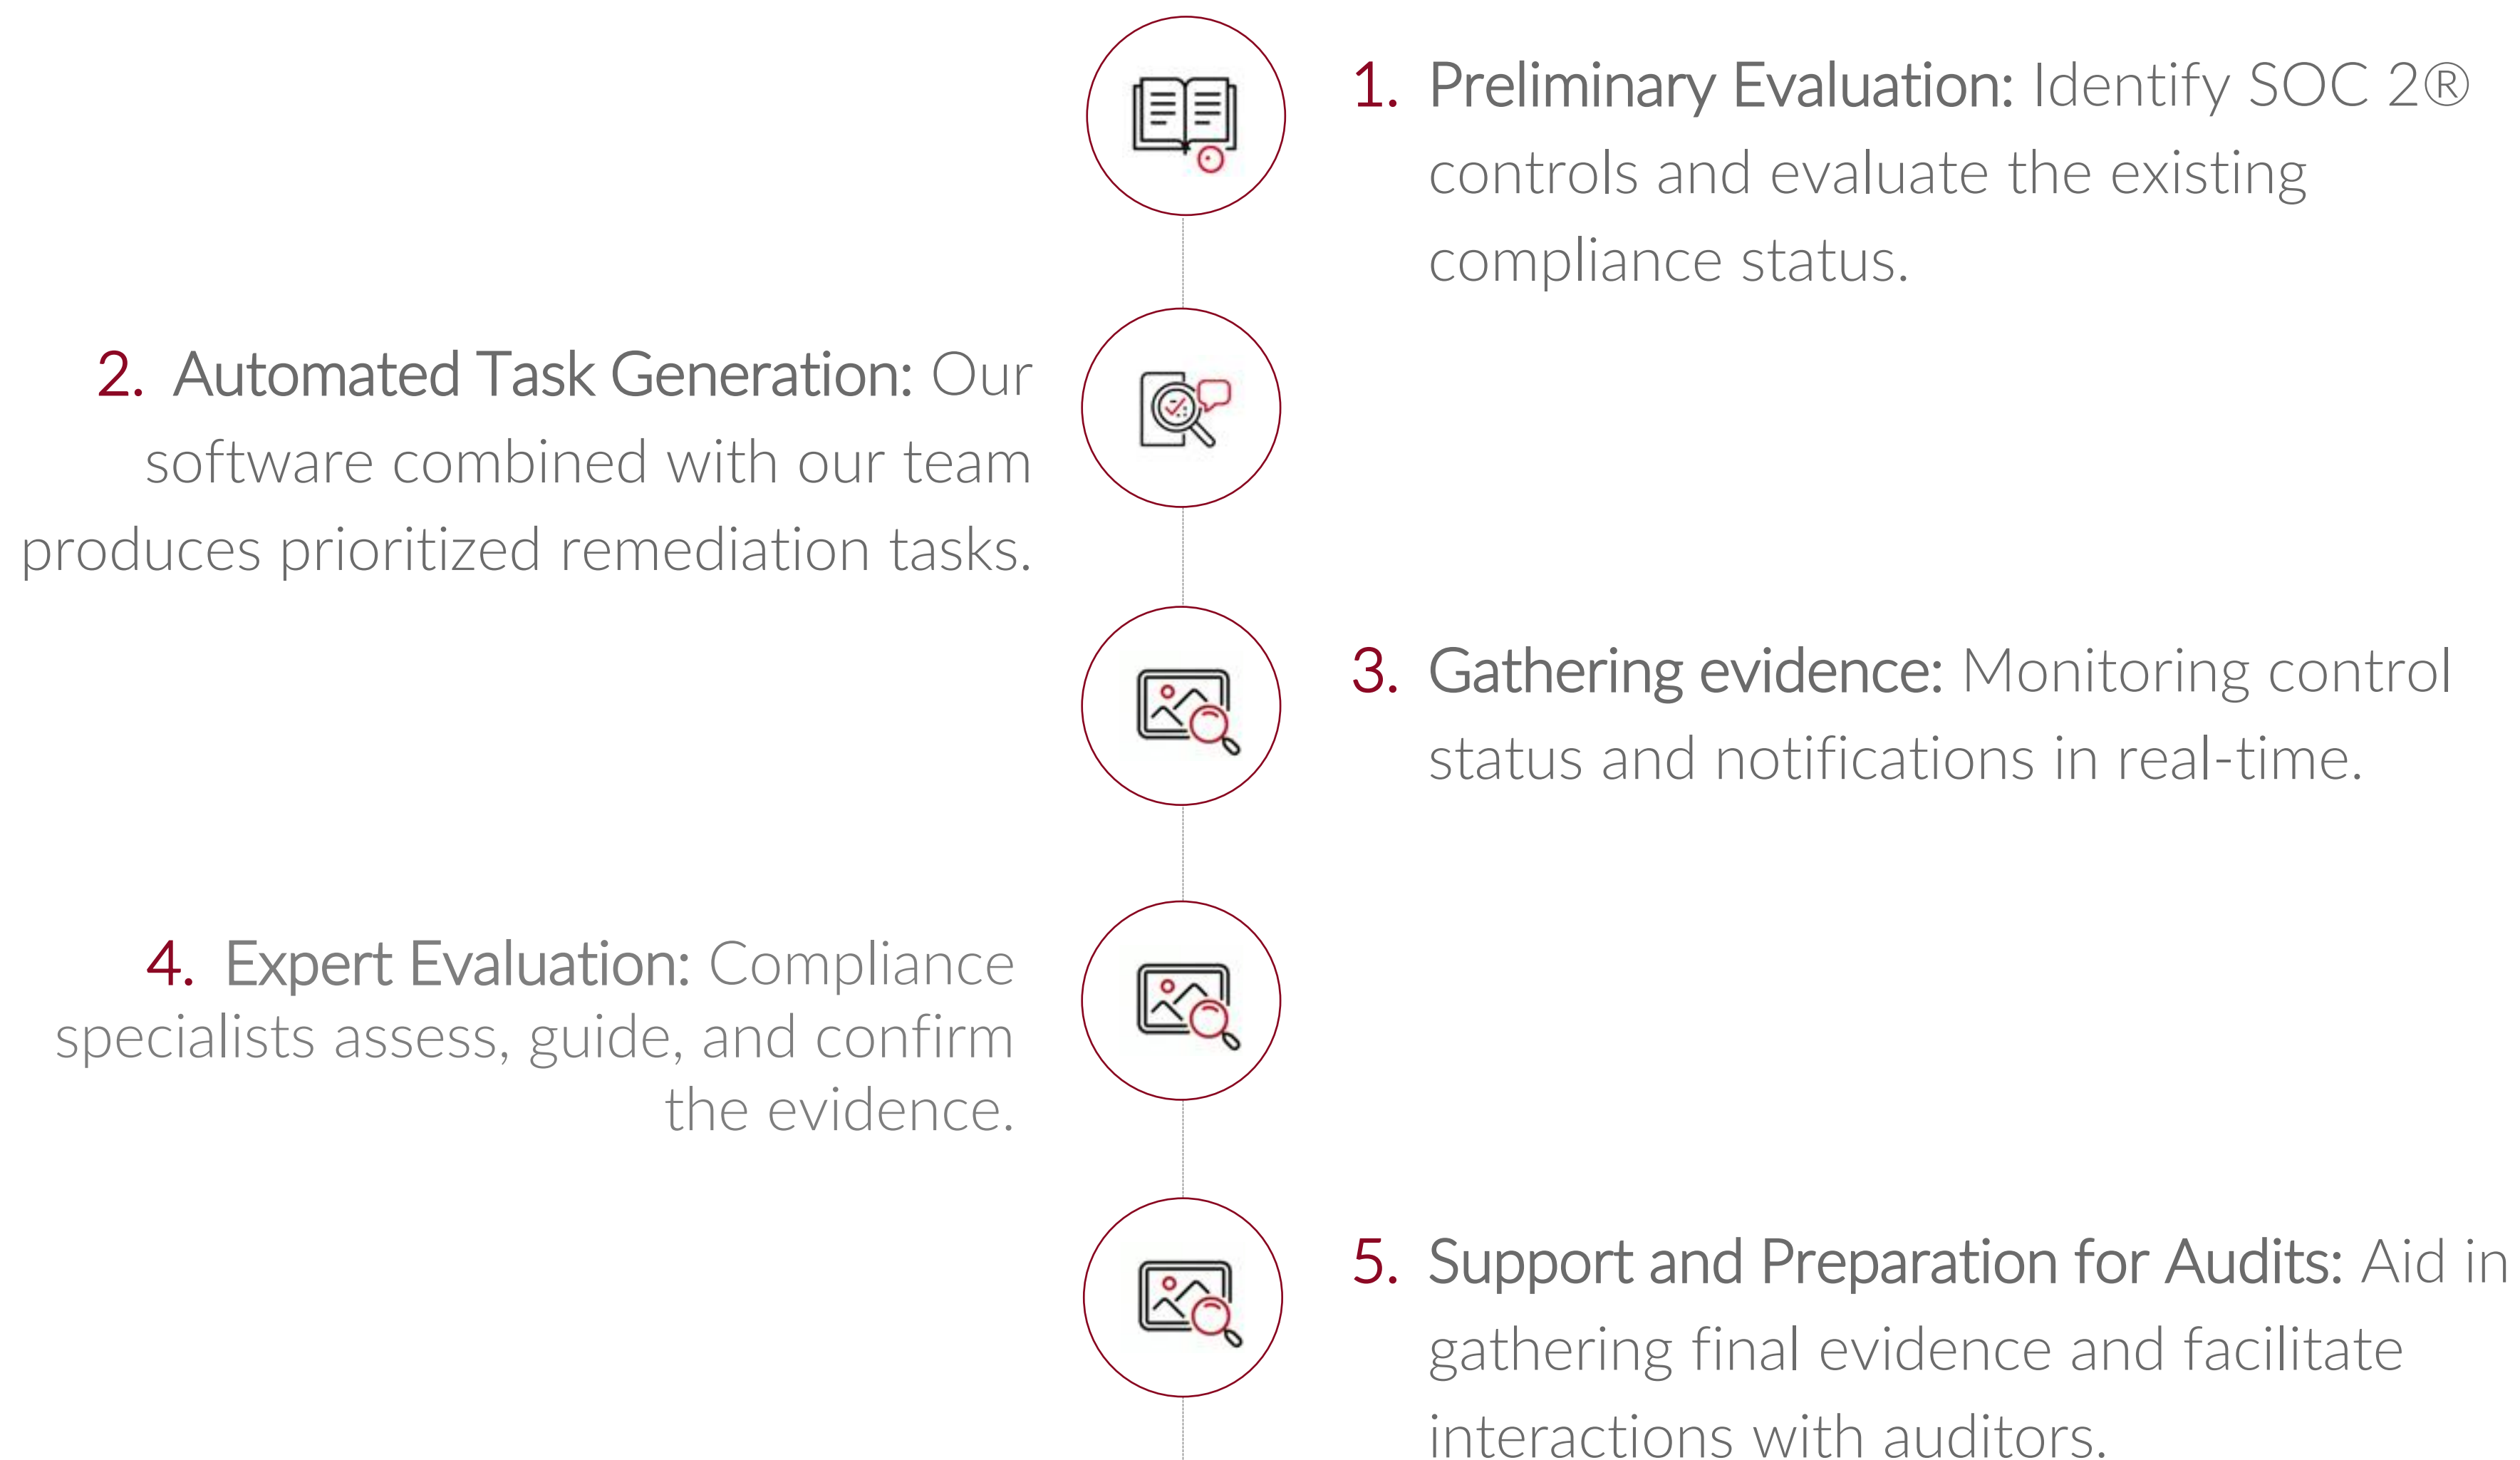 1. Preliminary Evaluation: Identify SOC 2®
controls and evaluate the existing
compliance status.
2. Automated Task Generation: Our
software combined with our team
produces prioritized remediation tasks.
3. Gathering evidence: Monitoring control
status and notifications in real-time.
4. Expert Evaluation: Compliance
specialists assess, guide, and confirm
the evidence.
5. Support and Preparation for Audits: Aid in
gathering final evidence and facilitate
interactions with auditors.